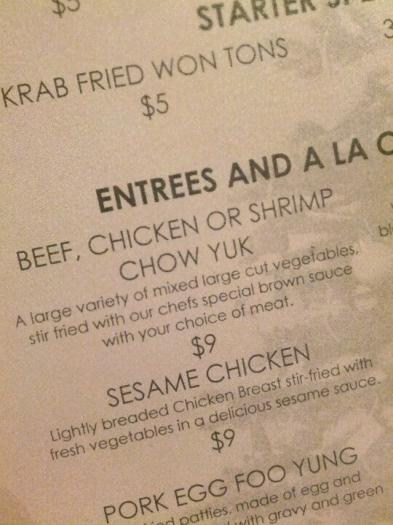 $5
STARTER
KRAB FRIED WON TONS
$5
ENTREES AND A LA
BEEF, CHICKEN OR SHRIMP
CHOW YUK
A large variety of mixed large cut vegetables,
stir fried with our chefs special brown sauce
with your choice of meat.
$9
SESAME CHICKEN
Lightly breaded Chicken Breast stir-fried with
fresh vegetables in a delicious sesame sauce.
$9
PORK EGG FOO YUNG
patties, made of egg and
with gravy and green